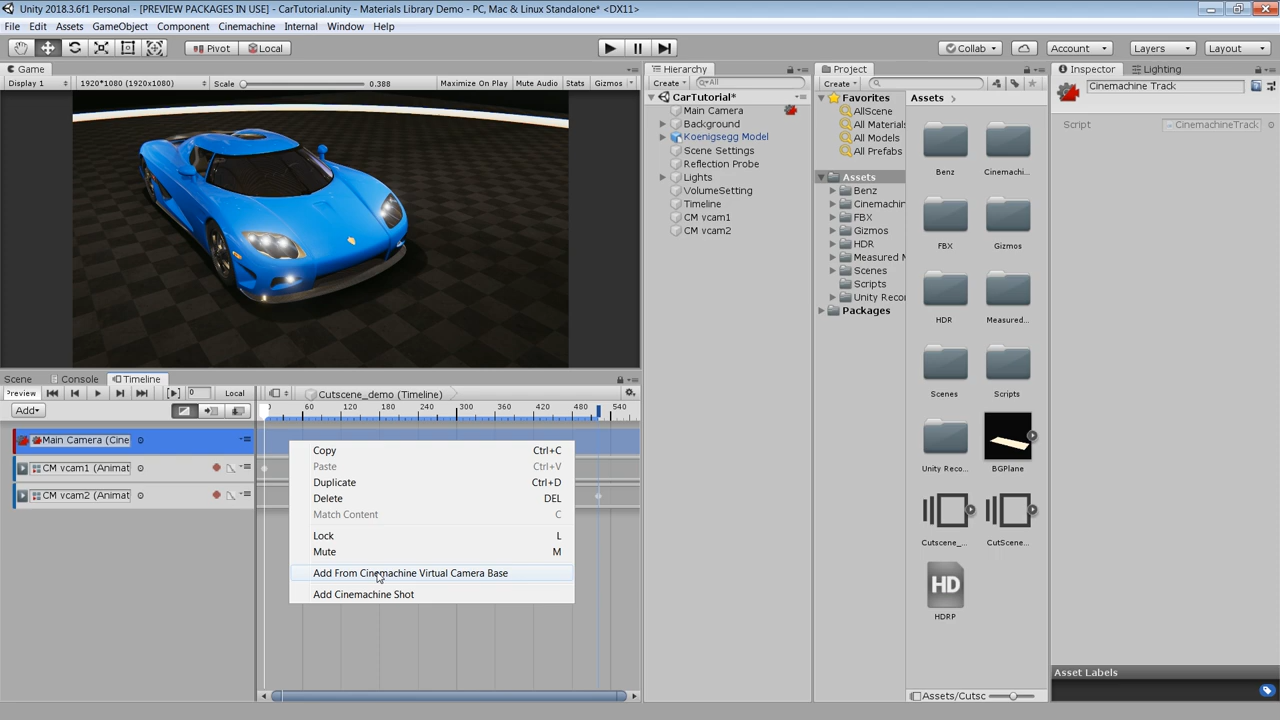 Unity 2018.3.6f1 Personal - [PREVIEW PACKAGES IN USE] - CarTutorial.unity - Materials Library Demo - PC, Mac & Linux Standalone* <DX11>
File Edit Assets GameObject Component Cinemachine Internal Window Help
Pivot Local Collab Account Layers Layout
Game
Display 1 1920*1080 (1920x1080) Scale 0.388 Maximize On Play Mute Audio Stats Gizmos
Hierarchy
Create All
CarTutorial*
Main Camera
Background
Koenigsegg Model
Scene Settings
Reflection Probe
Lights
VolumeSetting
Timeline
CM vcam1
CM vcam2
Project
Create
Favorites
AllScene
All Materials
All Models
All Prefabs
Assets
Benz
Cinemachin
FBX
Gizmos
HDR
Measured M
Scenes
Scripts
Unity Reco
Packages
Assets
Benz Cinemachi...
FBX Gizmos
HDR Measured...
Scenes Scripts
Unity Reco... BGPlane
Cutscene_... CutScene...
HD
HDRP
Assets/Cutsc
Inspector Lighting
Cinemachine Track
Script CinemachineTrack
Asset Labels
Scene Console Timeline
Preview 0 Local Cutscene_demo (Timeline)
Add 0 60 120 180 240 300 360 420 480 540
Main Camera (Cine
CM vcam1 (Animat
CM vcam2 (Animat
Copy Ctrl+C
Paste Ctrl+V
Duplicate Ctrl+D
Delete DEL
Match Content C
Lock L
Mute M
Add From Cinemachine Virtual Camera Base
Add Cinemachine Shot